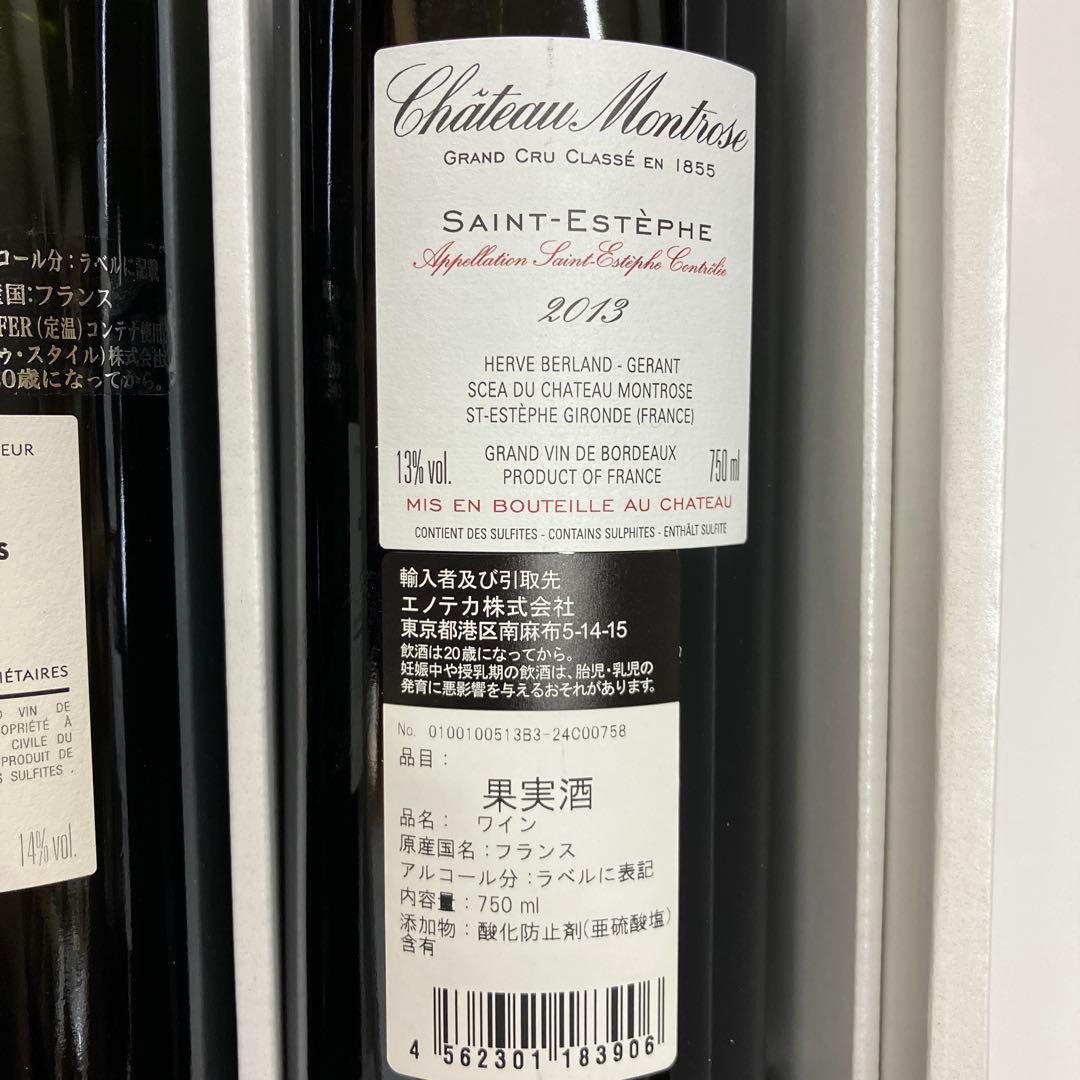 コール分:ラベルに記載
国:フランス
FER(定温)コンテナ使用
ゥ・スタイル)株式会社
20歳になってから。
EUR
S
IÉTAIRES
VIN DE
OPRIÉTÉ À
CIVILE DU
PRODUIT DE
SULFITES .
14% vol.
Château Montrose
GRAND CRU CLASSÉ EN 1855
SAINT-ESTÈPHE
Appellation Saint-Estèphe Contrôlée
2013
HERVE BERLAND - GERANT
SCEA DU CHATEAU MONTROSE
ST-ESTÈPHE GIRONDE (FRANCE)
13% vol.
GRAND VIN DE BORDEAUX
PRODUCT OF FRANCE
750 ml
MIS EN BOUTEILLE AU CHATEAU
CONTIENT DES SULFITES - CONTAINS SULPHITES - ENTHÄLT SULFITE
輸入者及び引取先
エノテカ株式会社
東京都港区南麻布5-14-15
飲酒は20歳になってから。
妊娠中や授乳期の飲酒は、胎児・乳児の
発育に悪影響を与えるおそれがあります。
No. 0100100513B3-24C00758
品目:
果実酒
品名: ワイン
原産国名:フランス
アルコール分:ラベルに表記
内容量:750 ml
添加物:酸化防止剤(亜硫酸塩)
含有
4 562301 183906